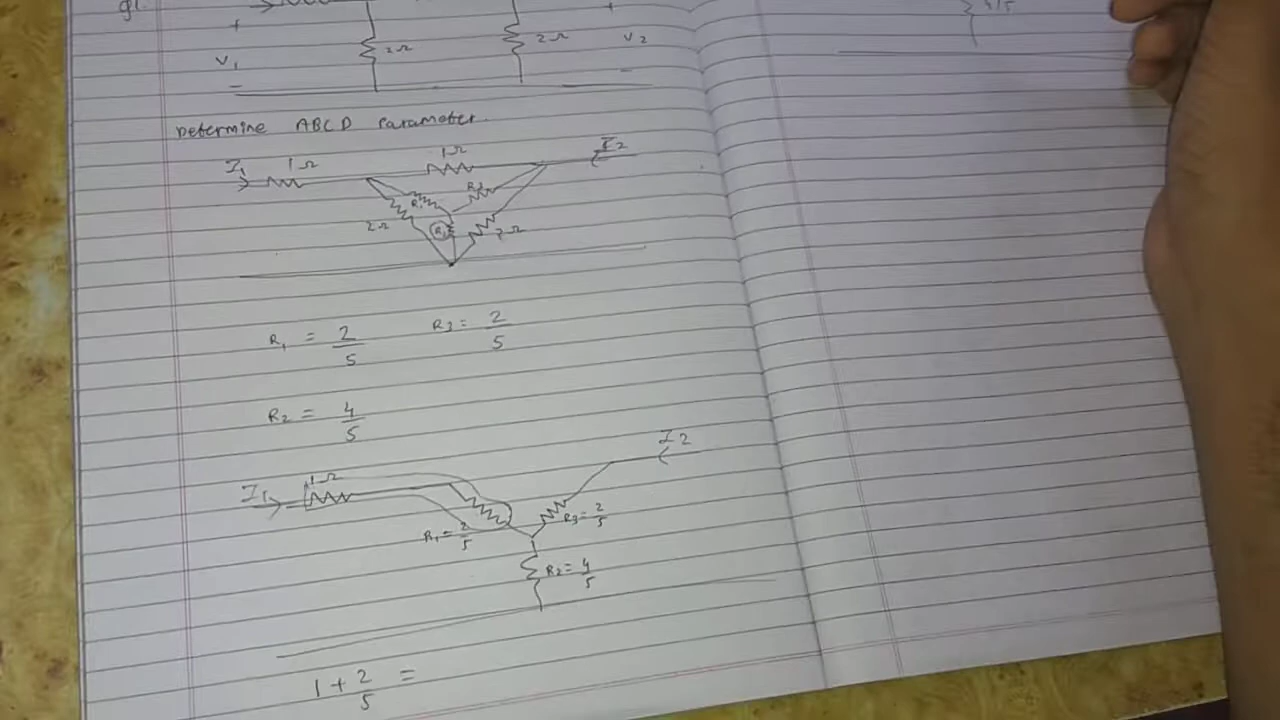 + 2Ω 2Ω + V2
V1
- -
Determine ABCD Parameter.
I1 1Ω 1Ω I2
R1 R3
2Ω R2 2Ω
R1 = 2/5 R3 = 2/5
R2 = 4/5
I1 1Ω I2
R1 = 2/5 R3 = 2/5
R2 = 4/5
1 + 2/5 =